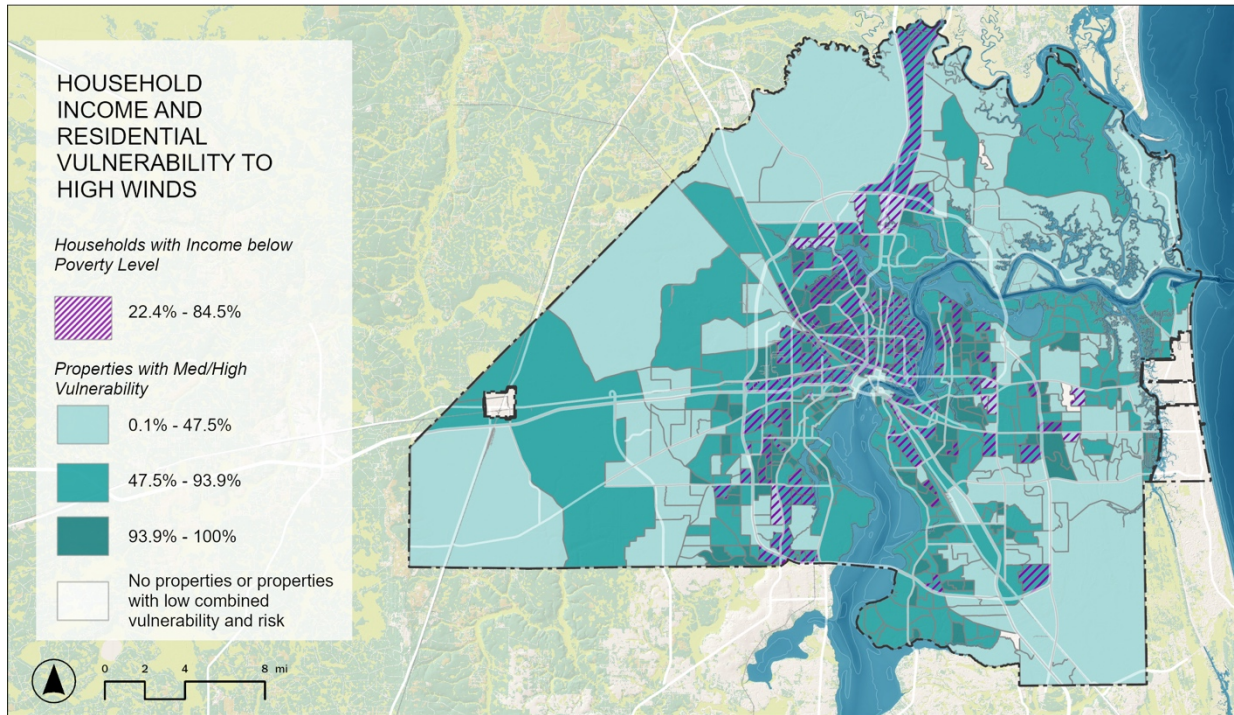 HOUSEHOLD
INCOME AND
RESIDENTIAL
VULNERABILITY TO
HIGH WINDS
Households with Income below
Poverty Level
22.4% - 84.5%
Properties with Med/High
Vulnerability
0.1% - 47.5%
47.5% - 93.9%
93.9% - 100%
No properties or properties
with low combined
vulnerability and risk
0 2 4 8 mi